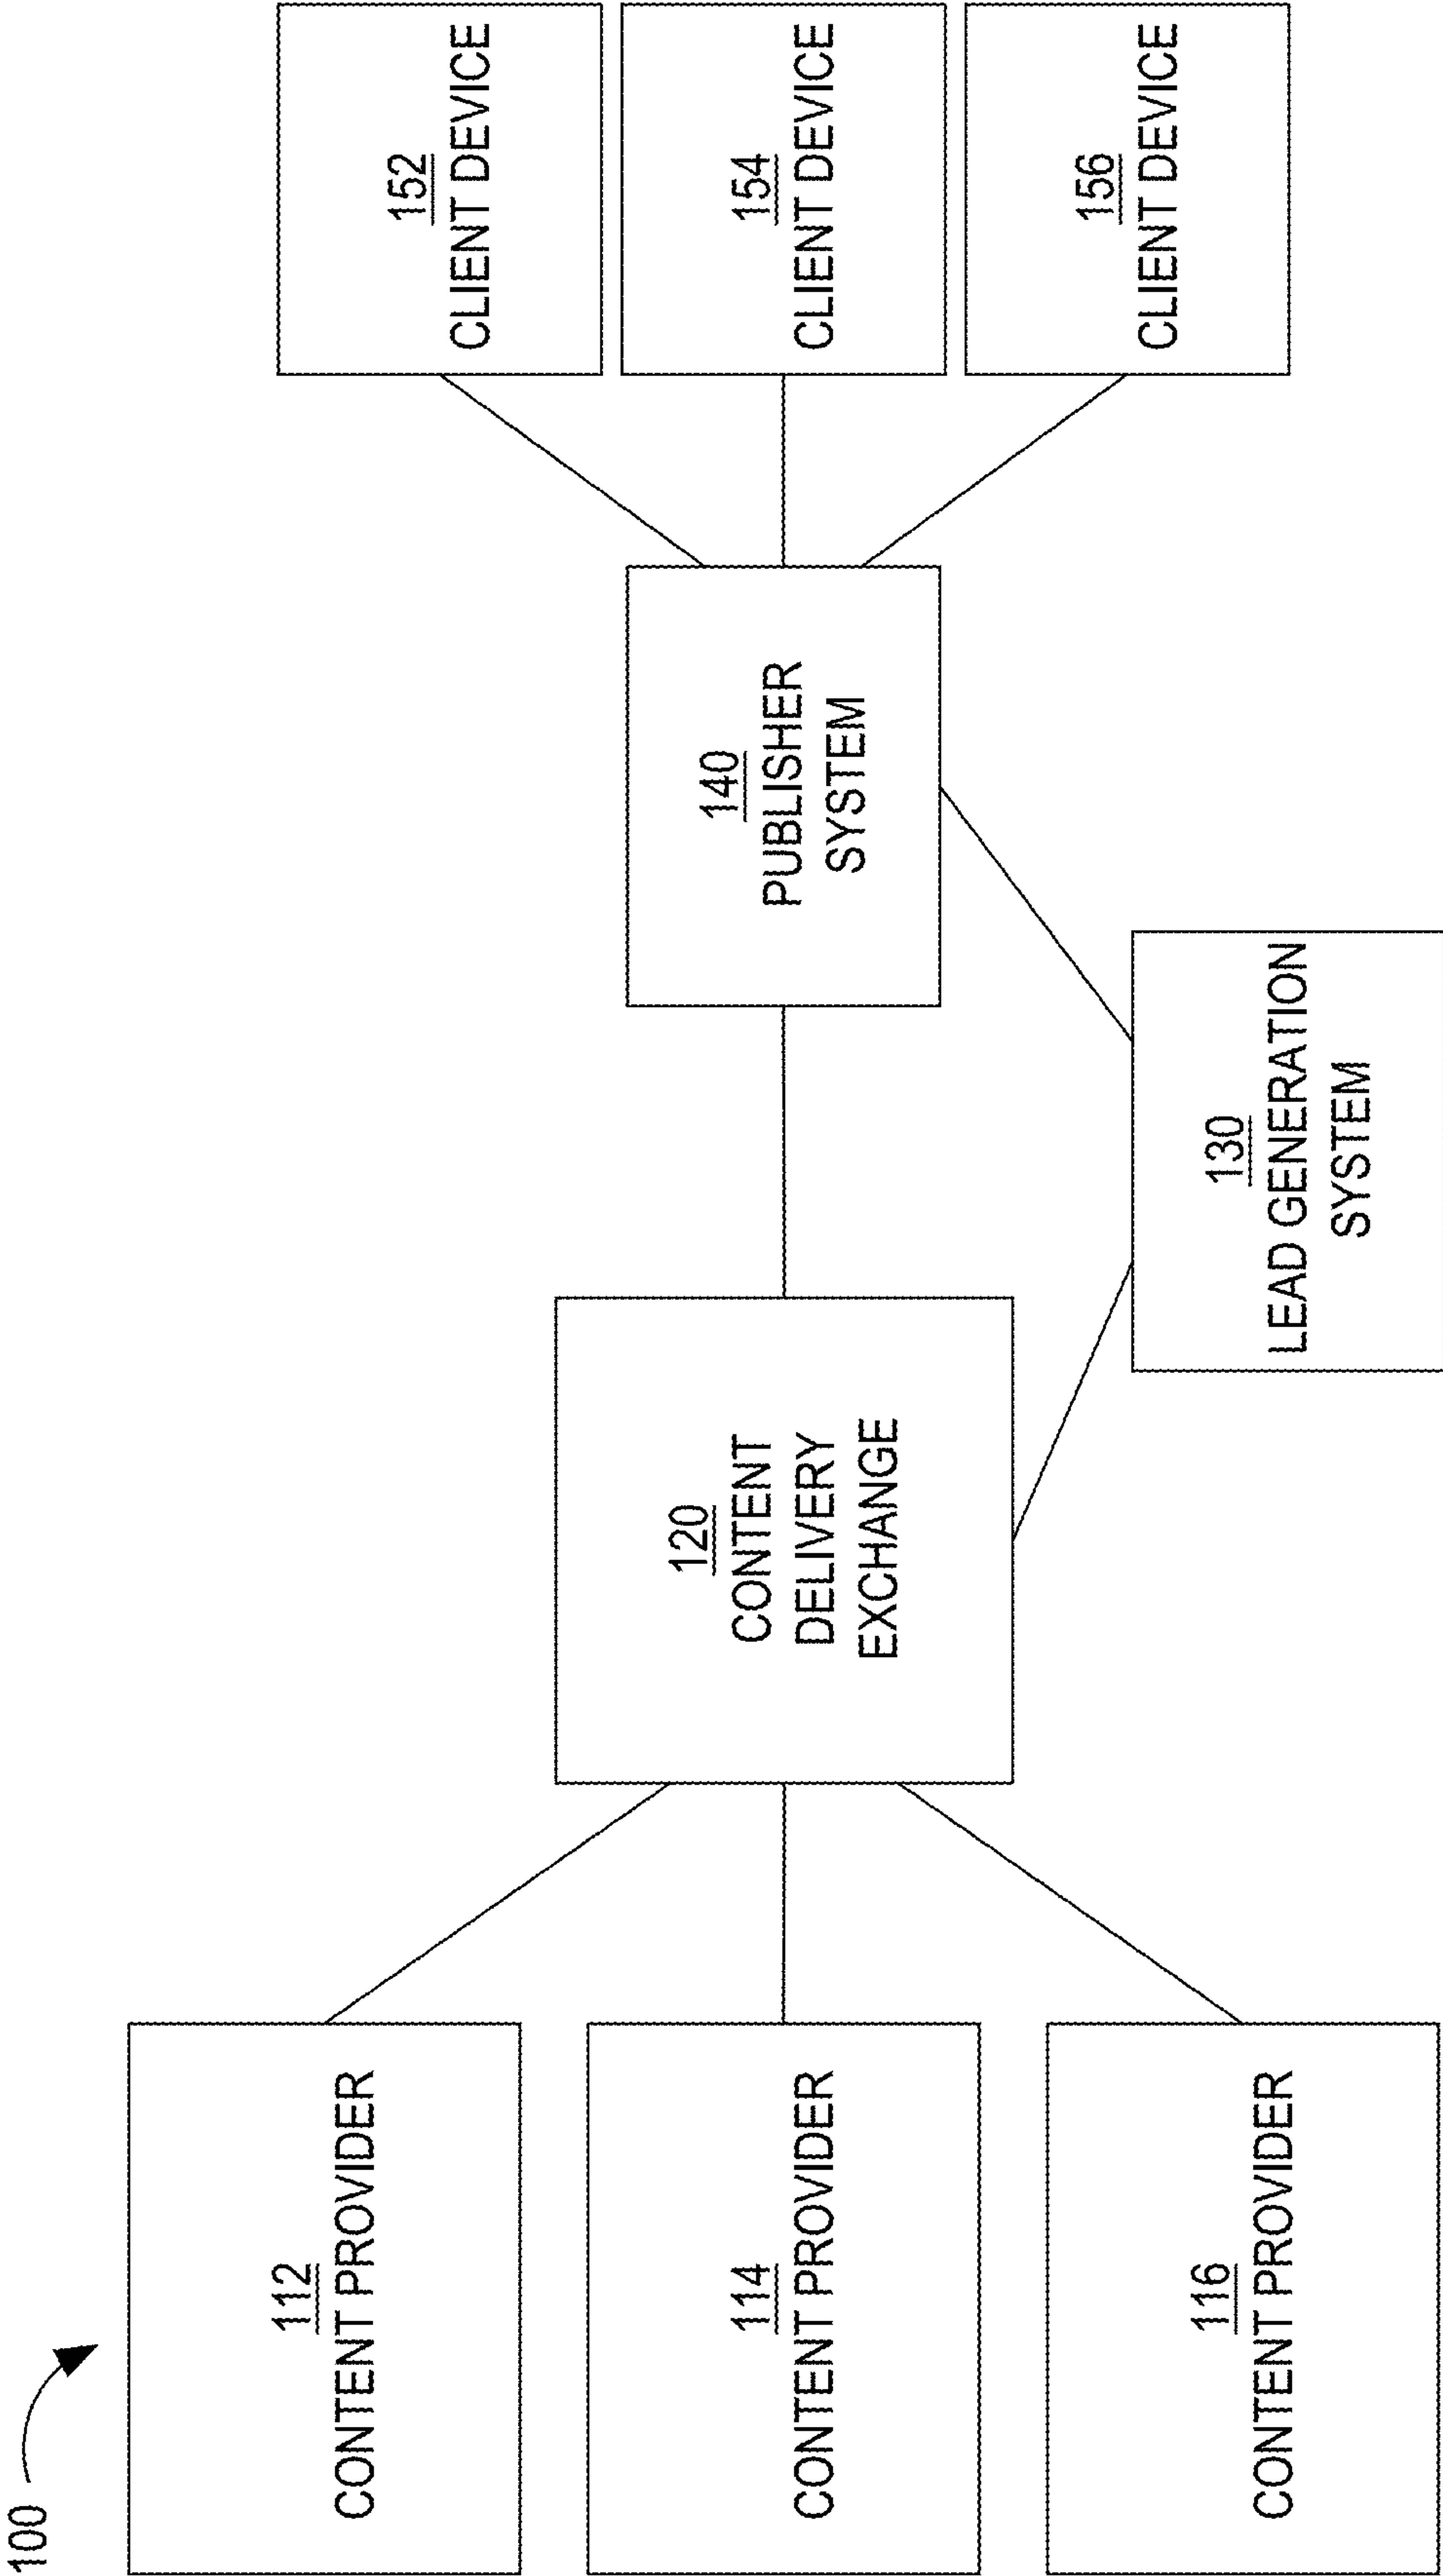 100
112
CONTENT PROVIDER
114
CONTENT PROVIDER
116
CONTENT PROVIDER
120
CONTENT
DELIVERY
EXCHANGE
130
LEAD GENERATION
SYSTEM
140
PUBLISHER
SYSTEM
152
CLIENT DEVICE
154
CLIENT DEVICE
156
CLIENT DEVICE